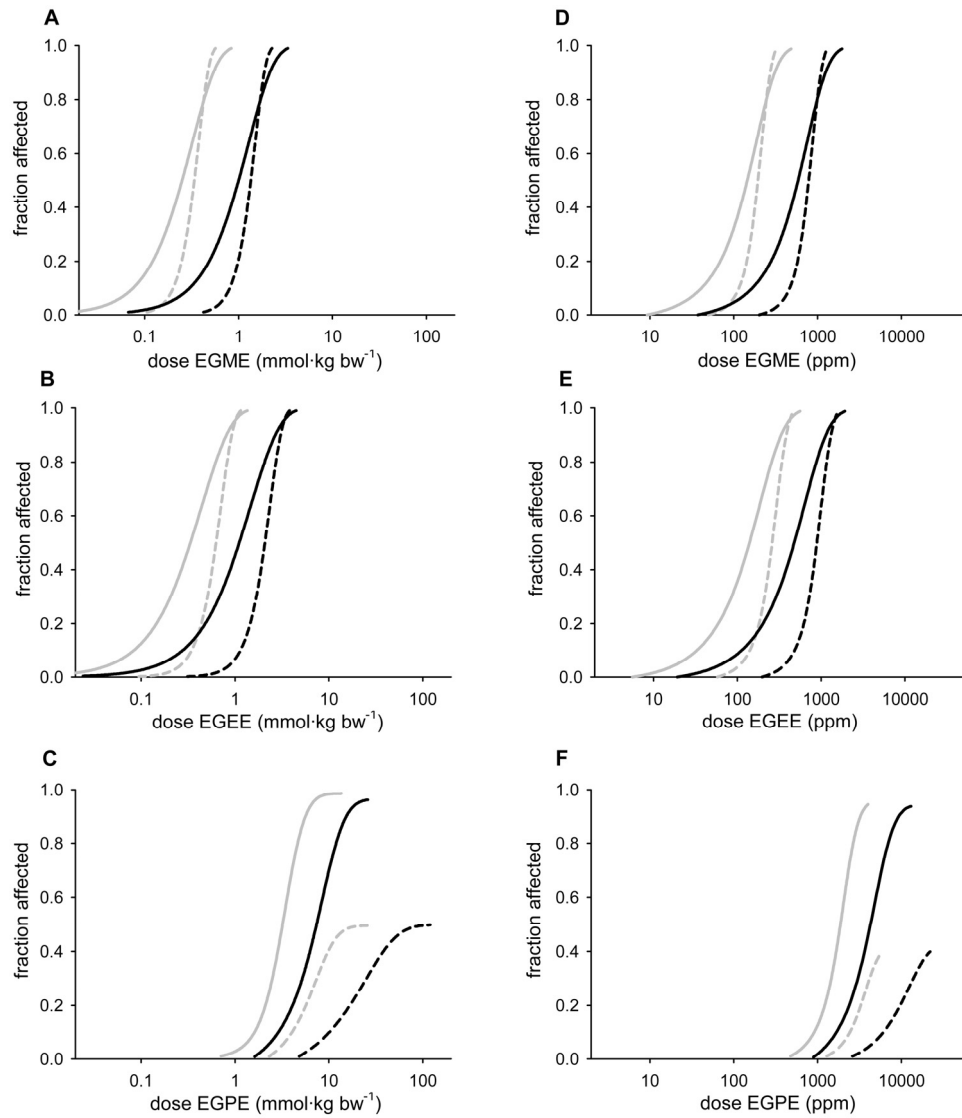 A
1.0
0.8
0.6
0.4
0.2
0.0
fraction affected
0.1 1 10 100
dose EGME (mmol·kg bw⁻¹)
D
1.0
0.8
0.6
0.4
0.2
0.0
fraction affected
10 100 1000 10000
dose EGME (ppm)
B
1.0
0.8
0.6
0.4
0.2
0.0
fraction affected
0.1 1 10 100
dose EGEE (mmol·kg bw⁻¹)
E
1.0
0.8
0.6
0.4
0.2
0.0
fraction affected
10 100 1000 10000
dose EGEE (ppm)
C
1.0
0.8
0.6
0.4
0.2
0.0
fraction affected
0.1 1 10 100
dose EGPE (mmol·kg bw⁻¹)
F
1.0
0.8
0.6
0.4
0.2
0.0
fraction affected
10 100 1000 10000
dose EGPE (ppm)